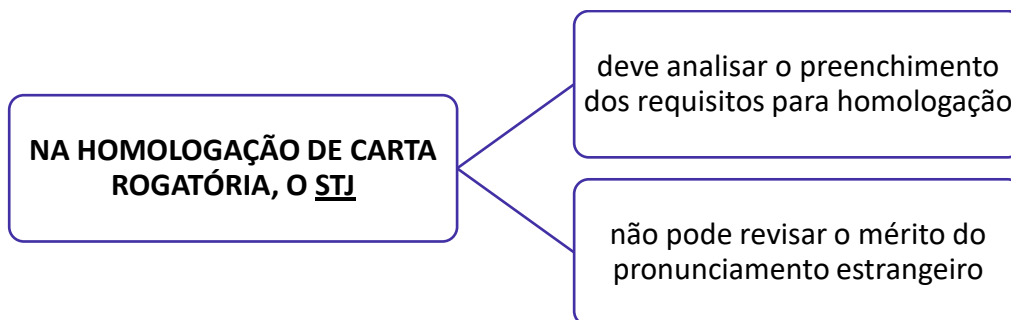 NA HOMOLOGAÇÃO DE CARTA
ROGATÓRIA, O STJ
deve analisar o preenchimento
dos requisitos para homologação
não pode revisar o mérito do
pronunciamento estrangeiro